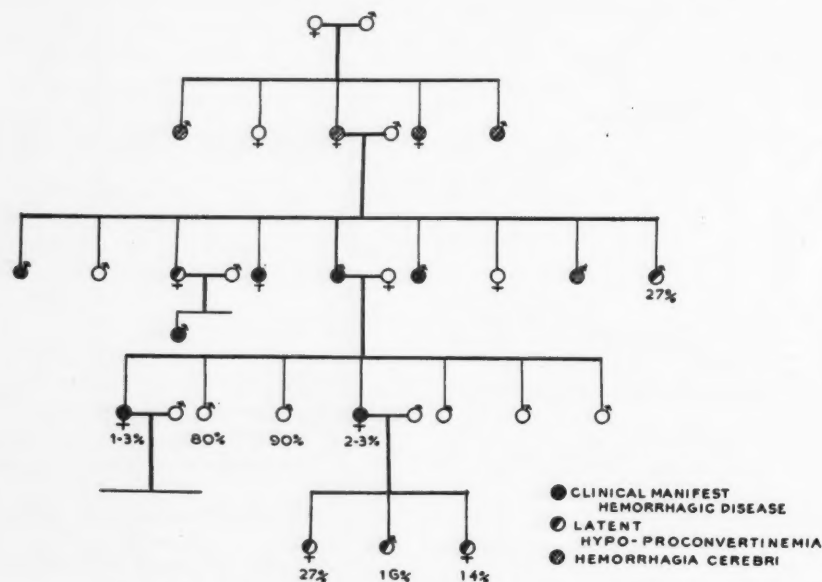 27%
1-3%
80%
90%
2-3%
CLINICAL MANIFEST
HEMORRHAGIC DISEASE
LATENT
HYPO-PROCONVERTINEMIA
HEMORRHAGIA CEREBRI
27%
16%
14%